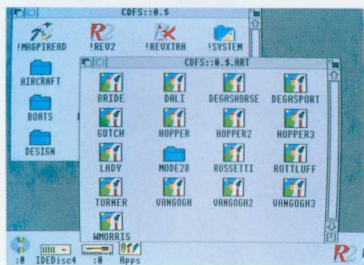 CDFS::0.$
!MAGPIREAD !REV2 !REVXTRA !SYSTEM
CDFS::0.$.ART
AIRCRAFT
BRIDE DALI DEGASHORSE DEGASPORT
BOATS
GOTCH HOPPER HOPPER2 HOPPER3
DESIGN
LADY MODE28 ROSSETTI ROTTLUFF
TURNER VANGOGH VANGOGH2 VANGOGH3
WMORRIS
:0 IDEDisc4 :0 Apps